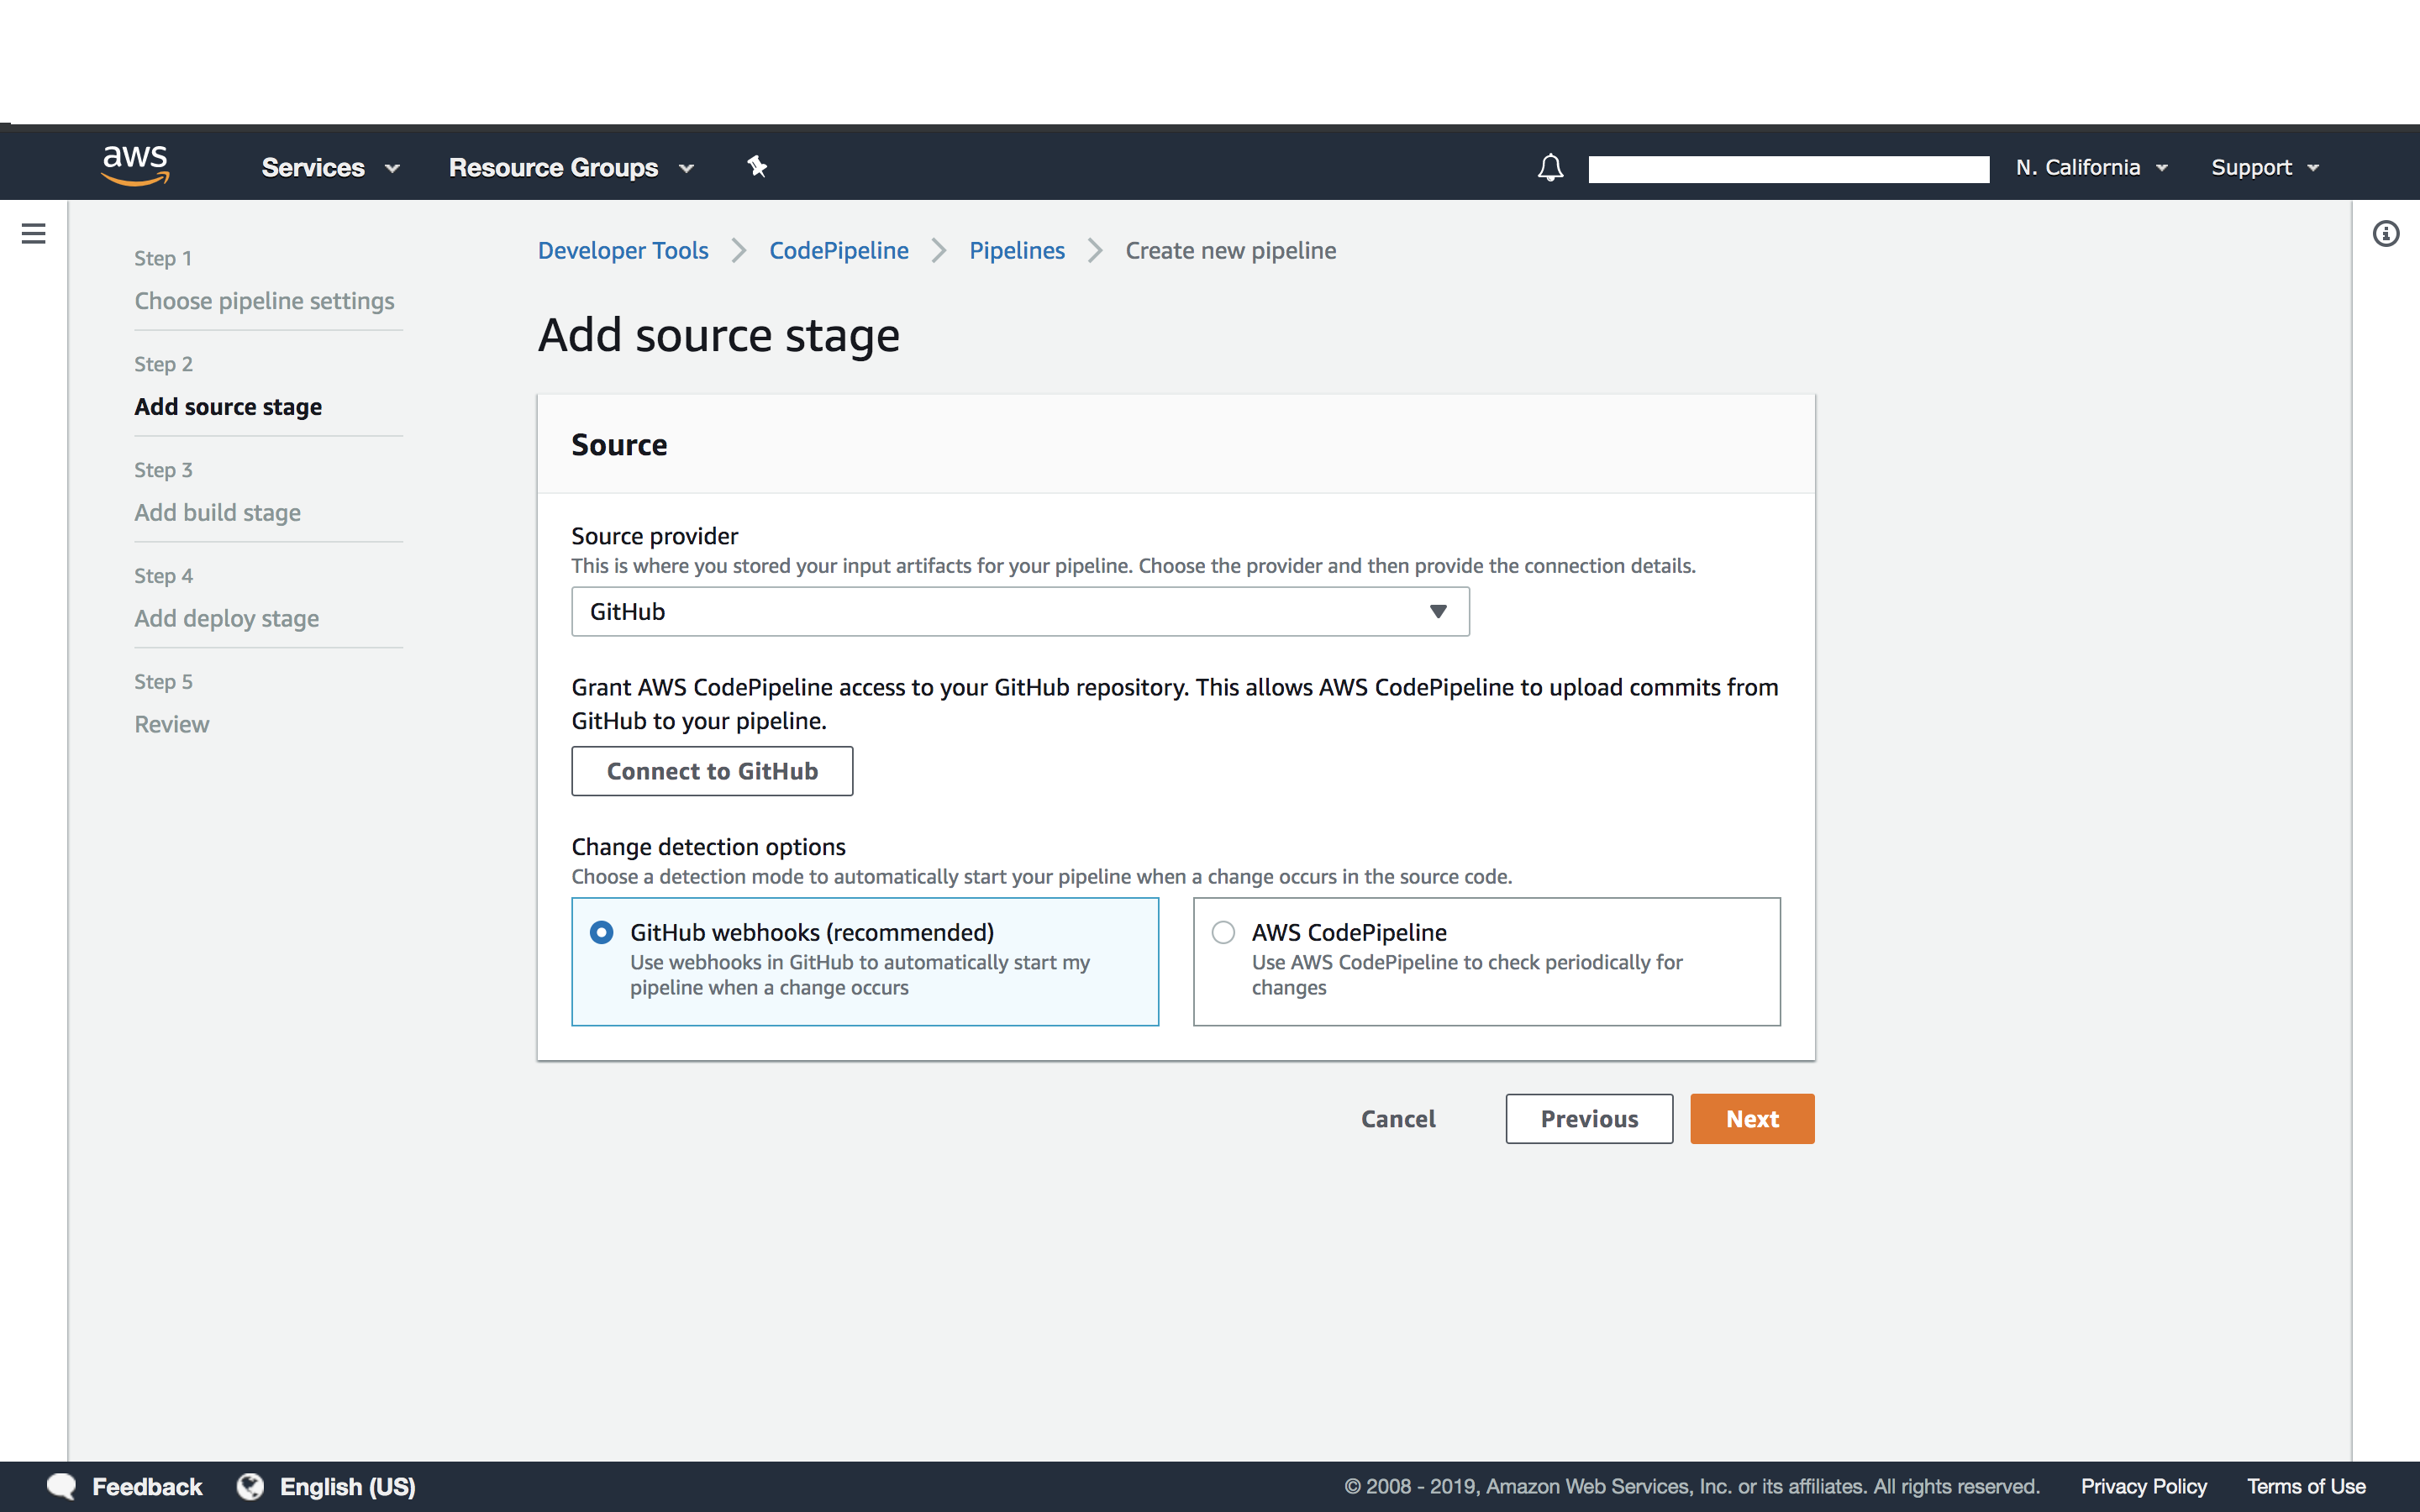 aws
Services
Resource Groups
N. California
Support
Step 1
Choose pipeline settings
Step 2
Add source stage
Step 3
Add build stage
Step 4
Add deploy stage
Step 5
Review
Developer Tools
CodePipeline
Pipelines
Create new pipeline
Add source stage
Source
Source provider
This is where you stored your input artifacts for your pipeline. Choose the provider and then provide the connection details.
GitHub
Grant AWS CodePipeline access to your GitHub repository. This allows AWS CodePipeline to upload commits from
GitHub to your pipeline.
Connect to GitHub
Change detection options
Choose a detection mode to automatically start your pipeline when a change occurs in the source code.
GitHub webhooks (recommended)
Use webhooks in GitHub to automatically start my
pipeline when a change occurs
AWS CodePipeline
Use AWS CodePipeline to check periodically for
changes
Cancel
Previous
Next
Feedback
English (US)
© 2008 - 2019, Amazon Web Services, Inc. or its affiliates. All rights reserved.
Privacy Policy
Terms of Use